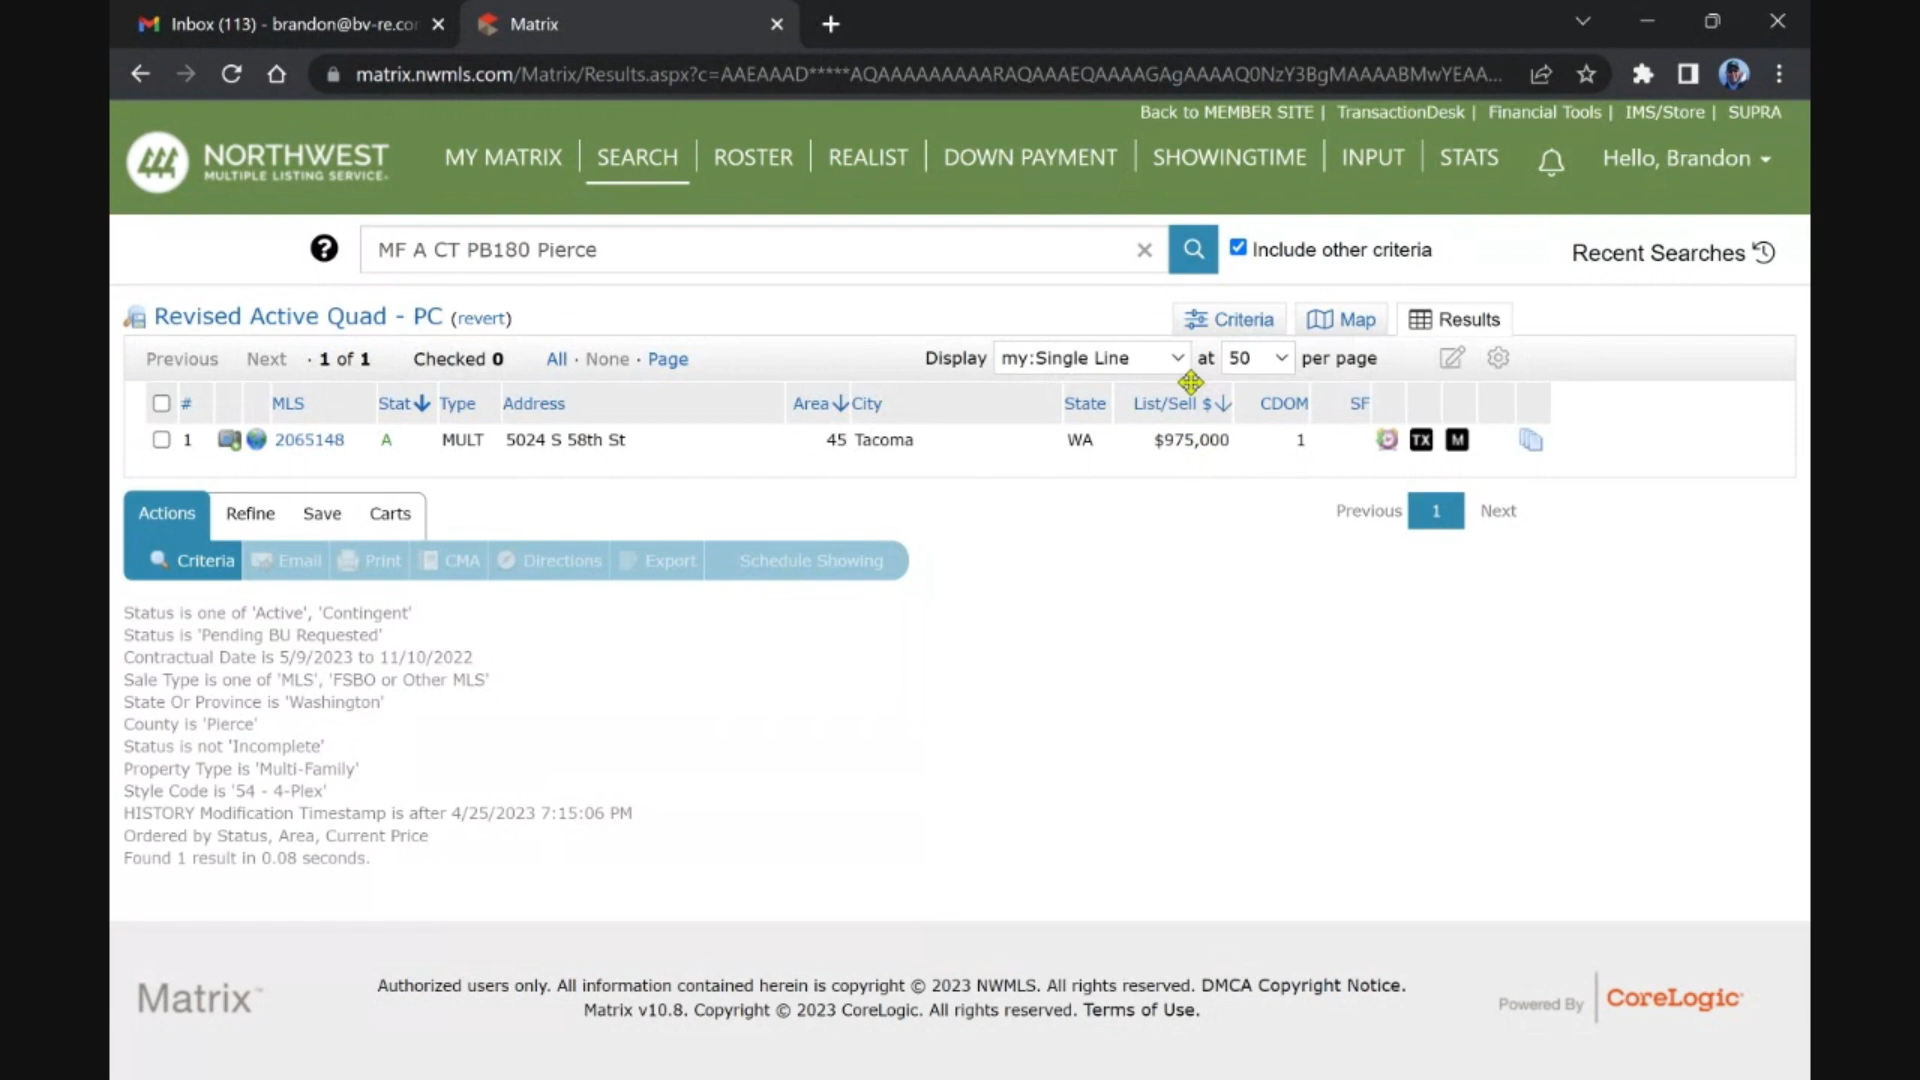 Inbox (113) - brandon@bv-re.co
Matrix
matrix.nwmls.com/Matrix/Results.aspx?c=AAEAAAD*****AQAAAAAAAAARAQAAAEQAAAAGAgAAAAQ0NzY3BgMAAAABMwYEAA...
Back to MEMBER SITE | TransactionDesk | Financial Tools | IMS/Store | SUPRA
NORTHWEST
MULTIPLE LISTING SERVICE
MY MATRIX | SEARCH | ROSTER | REALIST | DOWN PAYMENT | SHOWINGTIME | INPUT | STATS
Hello, Brandon
? MF A CT PB180 Pierce
Include other criteria
Recent Searches
Revised Active Quad - PC (revert)
Criteria Map Results
Previous Next · 1 of 1 Checked 0 All · None · Page
Display my:Single Line at 50 per page
# MLS Stat Type Address Area City State List/Sell $ CDOM SF
1 2065148 A MULT 5024 S 58th St 45 Tacoma WA $975,000 1 TX M
Actions Refine Save Carts
Previous 1 Next
Criteria Email Print CMA Directions Export Schedule Showing
Status is one of 'Active', 'Contingent'
Status is 'Pending BU Requested'
Contractual Date is 5/9/2023 to 11/10/2022
Sale Type is one of 'MLS', 'FSBO or Other MLS'
State Or Province is 'Washington'
County is 'Pierce'
Status is not 'Incomplete'
Property Type is 'Multi-Family'
Style Code is '54 - 4-Plex'
HISTORY Modification Timestamp is after 4/25/2023 7:15:06 PM
Ordered by Status, Area, Current Price
Found 1 result in 0.08 seconds.
Matrix™
Authorized users only. All information contained herein is copyright © 2023 NWMLS. All rights reserved. DMCA Copyright Notice.
Matrix v10.8. Copyright © 2023 CoreLogic. All rights reserved. Terms of Use.
Powered By CoreLogic